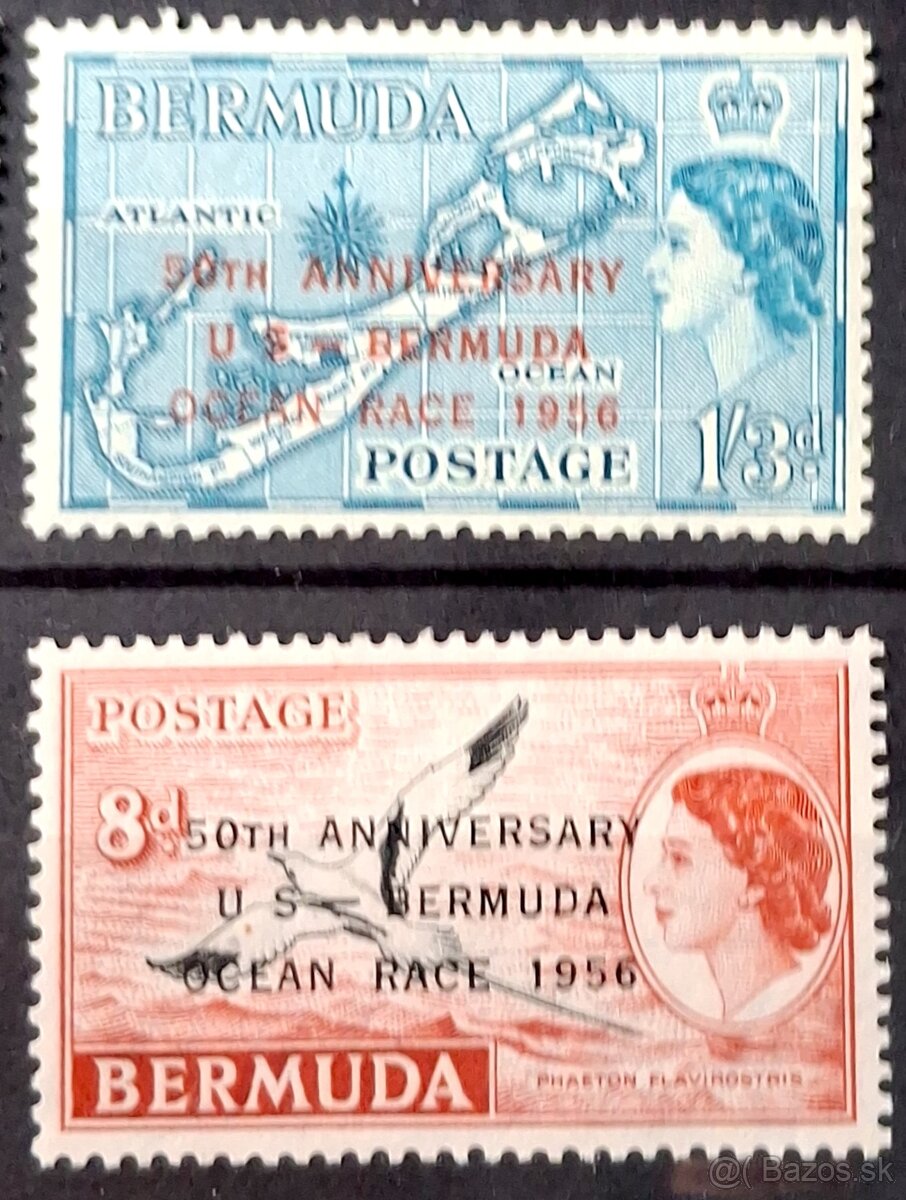 BERMUDA
ATLANTIC
50TH ANNIVERSARY
U S — BERMUDA
OCEAN
OCEAN RACE 1956
POSTAGE
1/3d.
POSTAGE
8d
50TH ANNIVERSARY
U S — BERMUDA
OCEAN RACE 1956
BERMUDA
PHAETON FLAVIROSTRIS
@( Bazos.sk